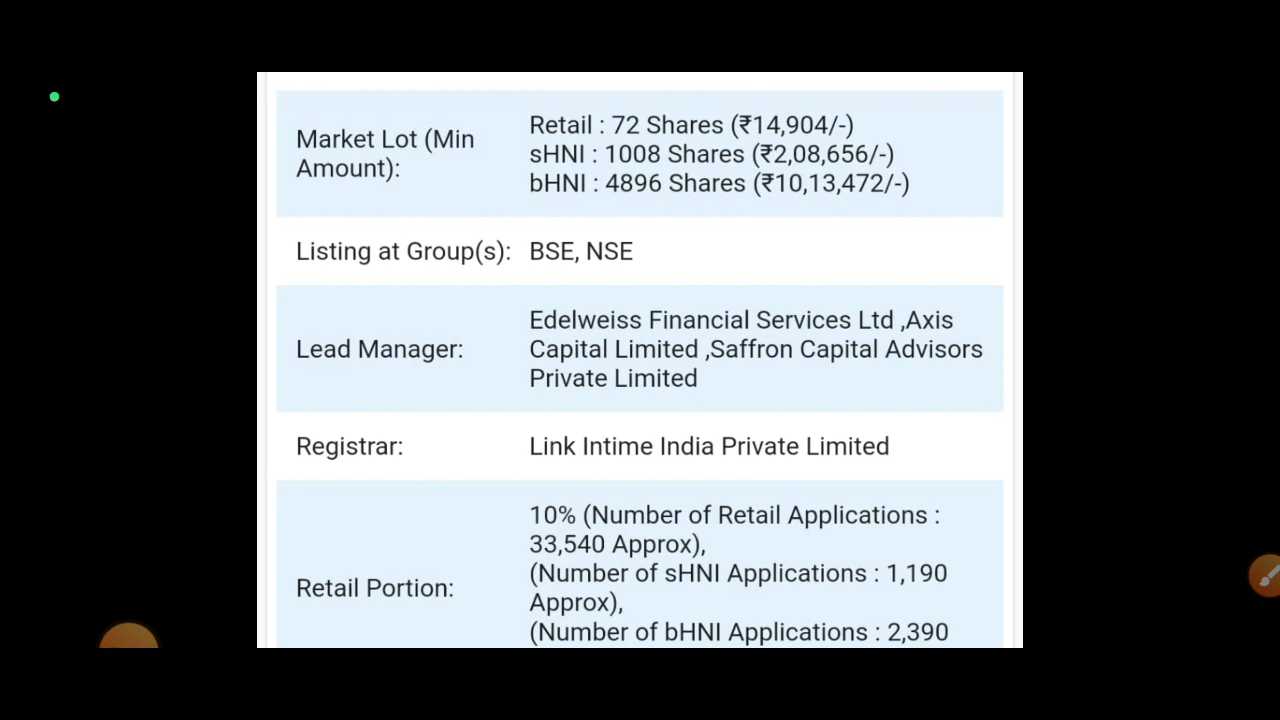 Market Lot (Min
Amount):
Retail : 72 Shares (₹14,904/-)
sHNI : 1008 Shares (₹2,08,656/-)
bHNI : 4896 Shares (₹10,13,472/-)
Listing at Group(s):
BSE, NSE
Lead Manager:
Edelweiss Financial Services Ltd ,Axis
Capital Limited ,Saffron Capital Advisors
Private Limited
Registrar:
Link Intime India Private Limited
Retail Portion:
10% (Number of Retail Applications :
33,540 Approx),
(Number of sHNI Applications : 1,190
Approx),
(Number of bHNI Applications : 2,390